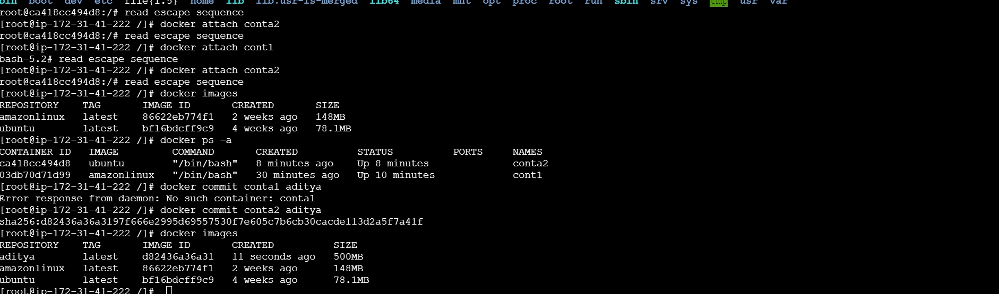 bin boot dev etc 'file{1.5}' home lib lib.usr-is-merged lib64 media mnt opt proc root run sbin srv sys tmp usr var
root@ca418cc494d8:/# read escape sequence
[root@ip-172-31-41-222 /]# docker attach conta2
root@ca418cc494d8:/# read escape sequence
[root@ip-172-31-41-222 /]# docker attach cont1
bash-5.2# read escape sequence
[root@ip-172-31-41-222 /]# docker attach conta2
root@ca418cc494d8:/# read escape sequence
[root@ip-172-31-41-222 /]# docker images
REPOSITORY TAG IMAGE ID CREATED SIZE
amazonlinux latest 86622eb774f1 2 weeks ago 148MB
ubuntu latest bf16bdcff9c9 4 weeks ago 78.1MB
[root@ip-172-31-41-222 /]# docker ps -a
CONTAINER ID IMAGE COMMAND CREATED STATUS PORTS NAMES
ca418cc494d8 ubuntu "/bin/bash" 8 minutes ago Up 8 minutes conta2
03db70d71d99 amazonlinux "/bin/bash" 30 minutes ago Up 10 minutes cont1
[root@ip-172-31-41-222 /]# docker commit conta1 aditya
Error response from daemon: No such container: conta1
[root@ip-172-31-41-222 /]# docker commit conta2 aditya
sha256:d82436a36a3197f666e2995d69557530f7e605c7b6cb30cacde113d2a5f7a41f
[root@ip-172-31-41-222 /]# docker images
REPOSITORY TAG IMAGE ID CREATED SIZE
aditya latest d82436a36a31 11 seconds ago 500MB
amazonlinux latest 86622eb774f1 2 weeks ago 148MB
ubuntu latest bf16bdcff9c9 4 weeks ago 78.1MB
[root@ip-172-31-41-222 /]#